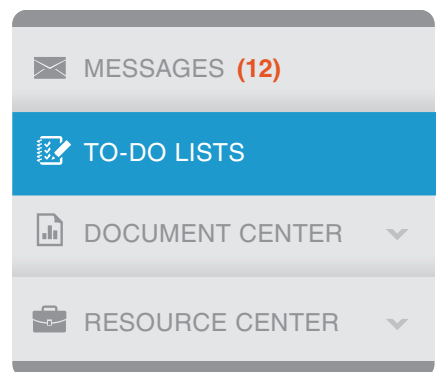 MESSAGES (12)
TO-DO LISTS
DOCUMENT CENTER
RESOURCE CENTER